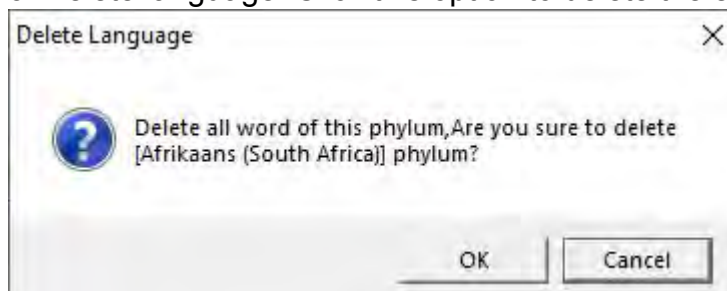 Delete Language
Delete all word of this phylum,Are you sure to delete
[Afrikaans (South Africa)] phylum?
OK Cancel